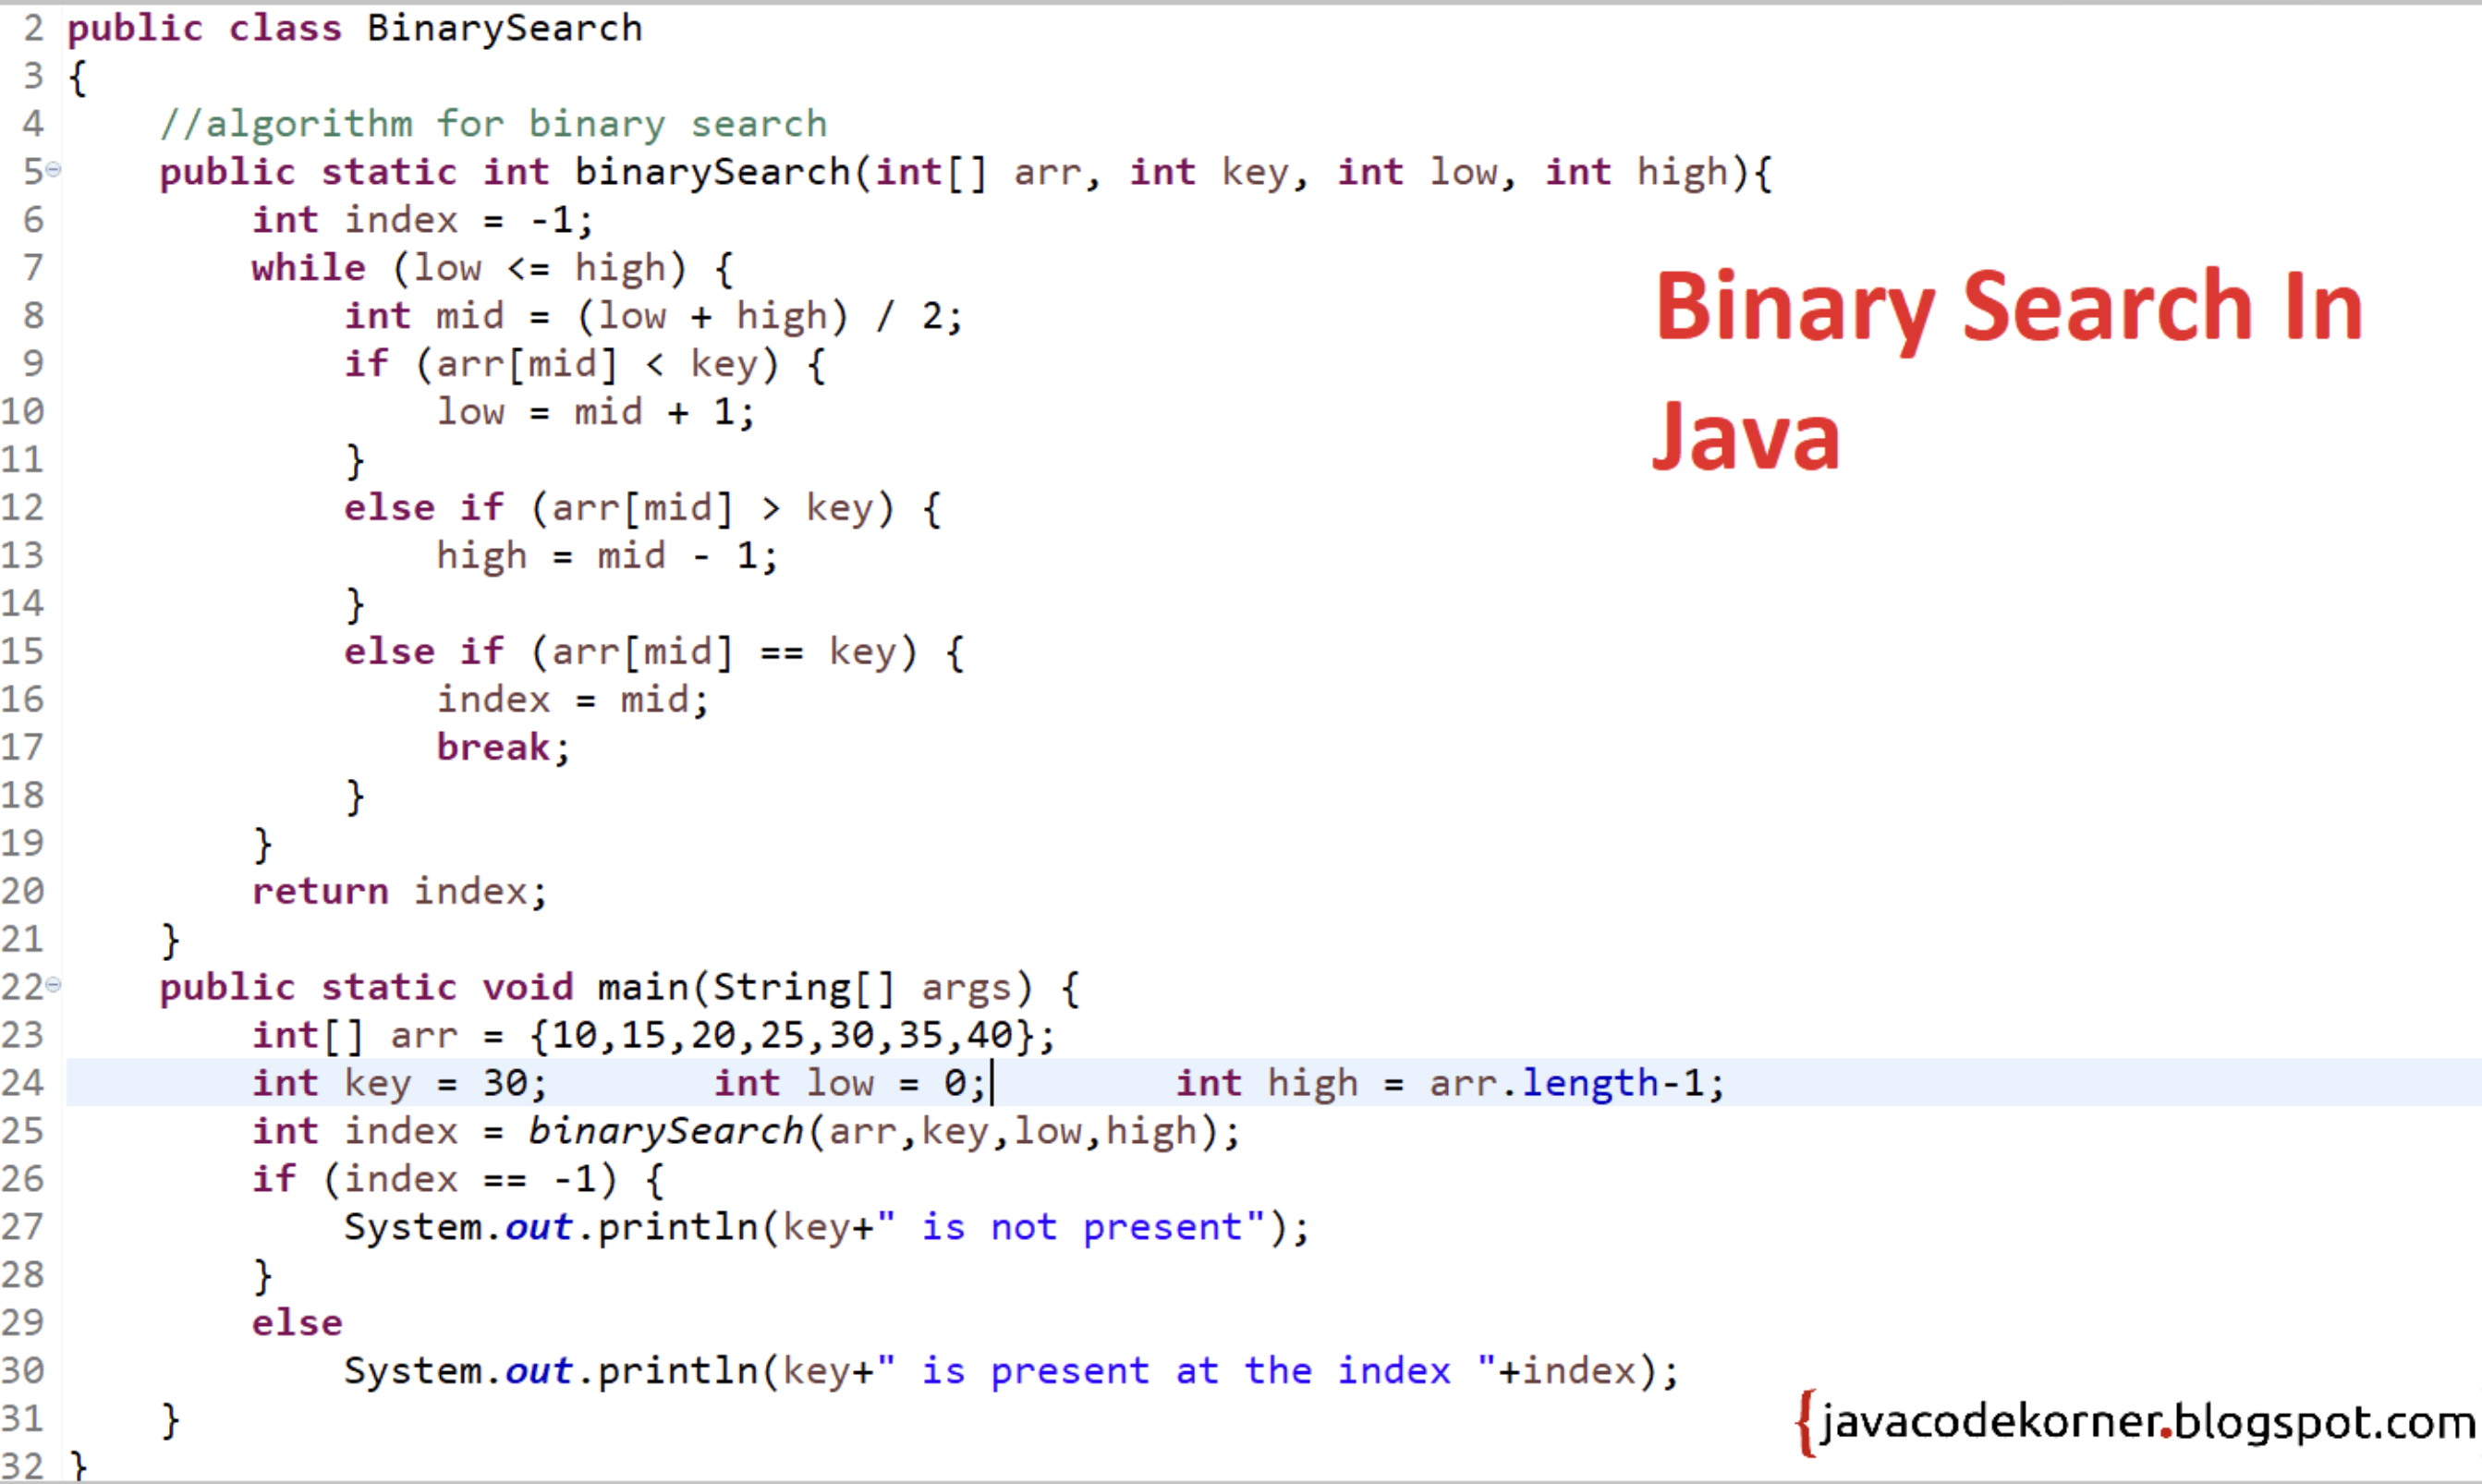 2 public class BinarySearch
3 {
4     //algorithm for binary search
5     public static int binarySearch(int[] arr, int key, int low, int high){
6         int index = -1;
7         while (low <= high) {
8             int mid = (low + high) / 2;
9             if (arr[mid] < key) {
10                 low = mid + 1;
11             }
12             else if (arr[mid] > key) {
13                 high = mid - 1;
14             }
15             else if (arr[mid] == key) {
16                 index = mid;
17                 break;
18             }
19         }
20         return index;
21     }
22     public static void main(String[] args) {
23         int[] arr = {10,15,20,25,30,35,40};
24         int key = 30;        int low = 0;        int high = arr.length-1;
25         int index = binarySearch(arr,key,low,high);
26         if (index == -1) {
27             System.out.println(key+" is not present");
28         }
29         else
30             System.out.println(key+" is present at the index "+index);
31     }
32 }
Binary Search In
Java
{javacodekorner.blogspot.com